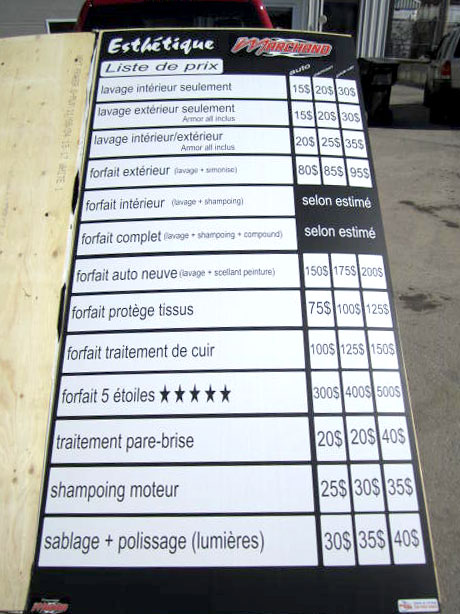 Esthétique MARCHAND
Liste de prix
auto
lavage intérieur seulement 15$ 20$ 30$
lavage extérieur seulement 15$ 20$ 30$
Armor all inclus
lavage intérieur/extérieur 20$ 25$ 35$
Armor all inclus
forfait extérieur (lavage + simonise) 80$ 85$ 95$
forfait intérieur (lavage + shampoing) selon estimé
forfait complet (lavage + shampoing + compound) selon estimé
forfait auto neuve (lavage + scellant peinture) 150$ 175$ 200$
forfait protège tissus 75$ 100$ 125$
forfait traitement de cuir 100$ 125$ 150$
forfait 5 étoiles ★★★★★ 300$ 400$ 500$
traitement pare-brise 20$ 20$ 40$
shampoing moteur 25$ 30$ 35$
sablage + polissage (lumières) 30$ 35$ 40$
MARCHAND